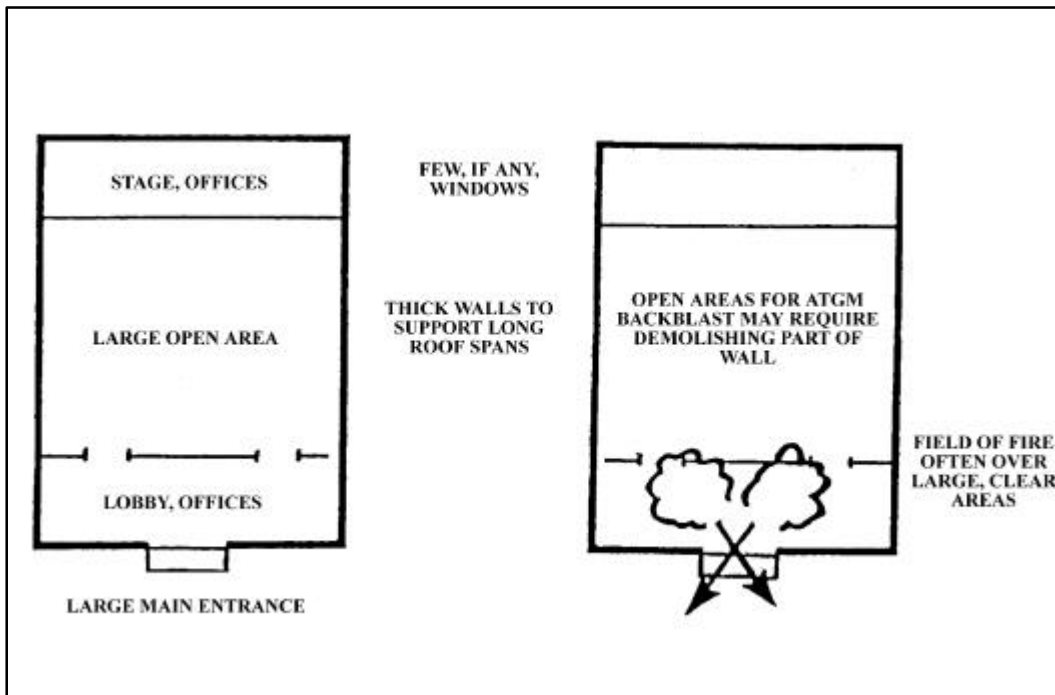 STAGE, OFFICES
LARGE OPEN AREA
LOBBY, OFFICES
LARGE MAIN ENTRANCE
FEW, IF ANY,
WINDOWS
THICK WALLS TO
SUPPORT LONG
ROOF SPANS
OPEN AREAS FOR ATGM
BACKBLAST MAY REQUIRE
DEMOLISHING PART OF
WALL
FIELD OF FIRE
OFTEN OVER
LARGE, CLEAR
AREAS